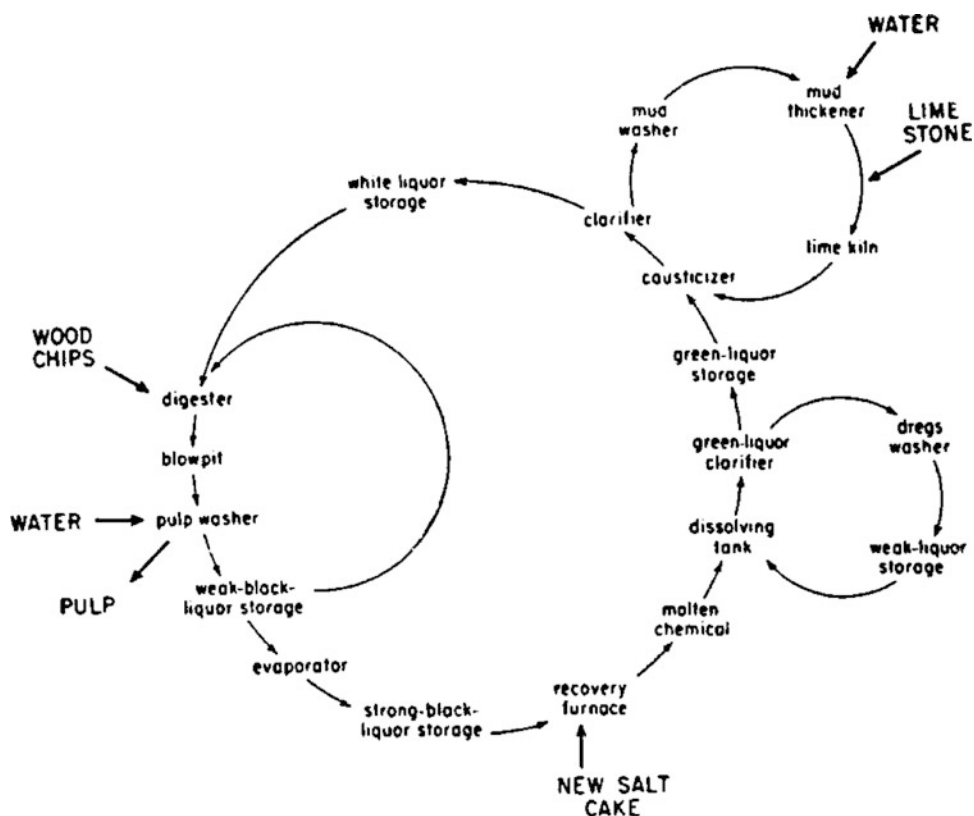 WATER
mud
thickener
LIME
STONE
mud
washer
white liquor
storage
clarifier
lime kiln
causticizer
WOOD
CHIPS
green-liquor
storage
digester
dregs
washer
blowpit
green-liquor
clarifier
WATER
pulp washer
dissolving
tank
weak-liquor
storage
PULP
weak-black-
liquor storage
molten
chemical
evaporator
recovery
furnace
strong-black-
liquor storage
NEW SALT
CAKE